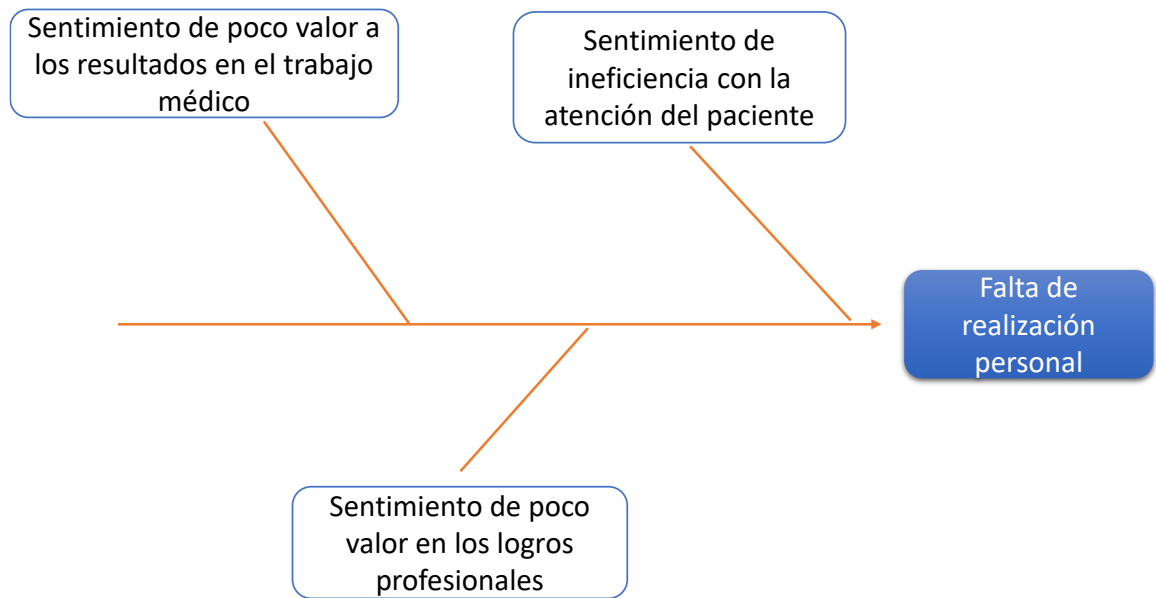 Sentimiento de poco valor a
los resultados en el trabajo
médico
Sentimiento de
ineficiencia con la
atención del paciente
Falta de
realización
personal
Sentimiento de poco
valor en los logros
profesionales